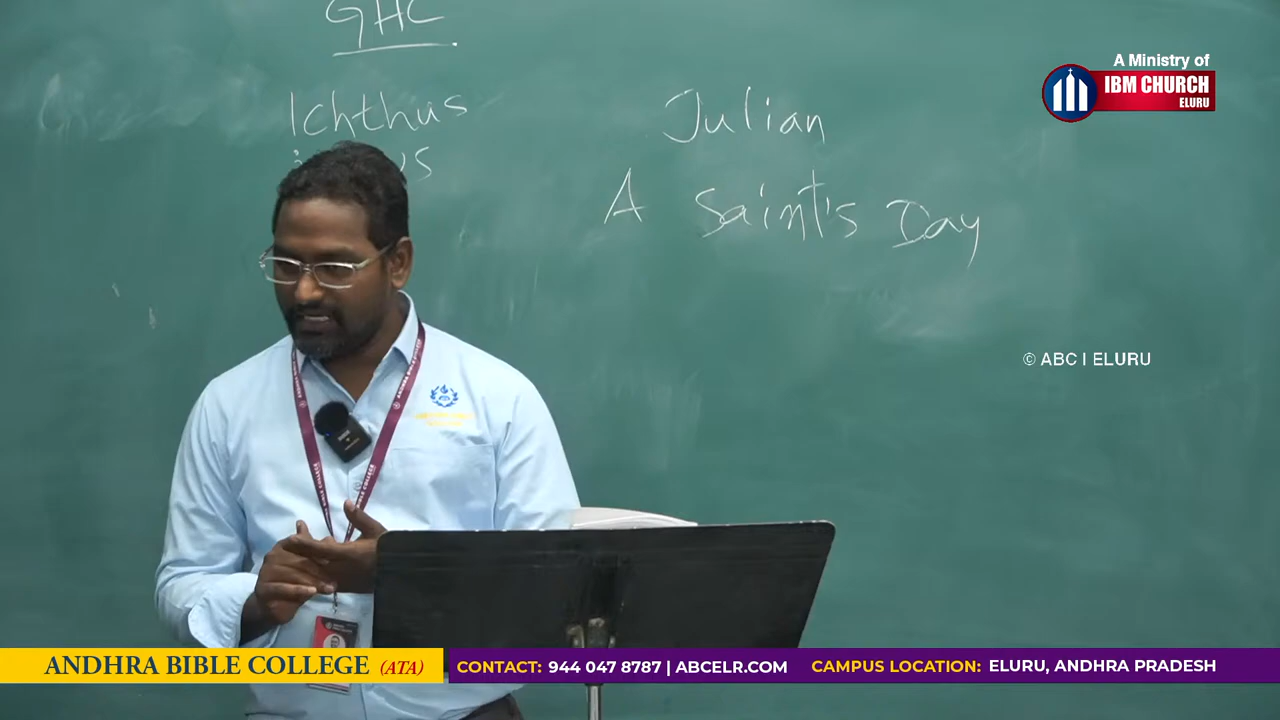 GHC
Ichthus
Julian
A Saint's Day
A Ministry of
IBM CHURCH
ELURU
© ABC I ELURU
ANDHRA BIBLE COLLEGE (ATA)
CONTACT: 944 047 8787 | ABCELR.COM
CAMPUS LOCATION: ELURU, ANDHRA PRADESH